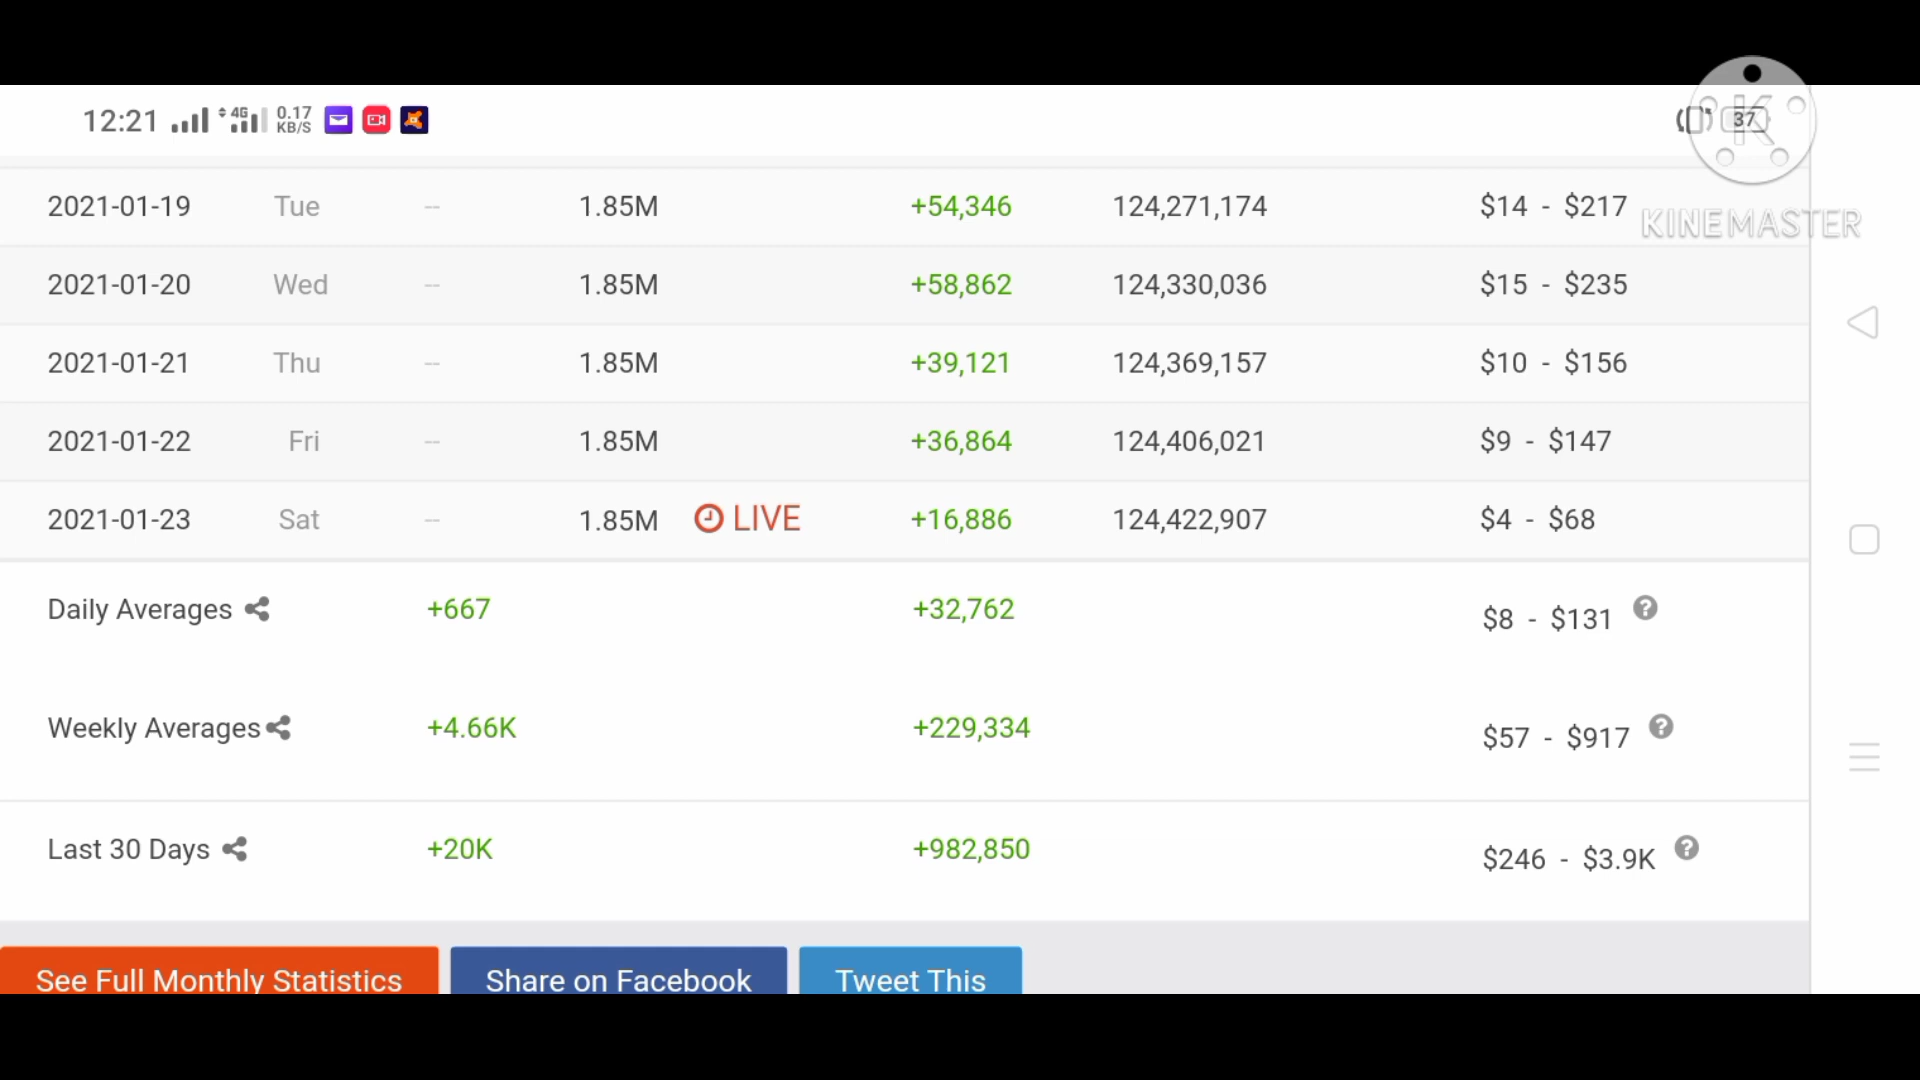 12:21 4G 0.17 KB/S 37
KINEMASTER
2021-01-19 Tue -- 1.85M +54,346 124,271,174 $14 - $217
2021-01-20 Wed -- 1.85M +58,862 124,330,036 $15 - $235
2021-01-21 Thu -- 1.85M +39,121 124,369,157 $10 - $156
2021-01-22 Fri -- 1.85M +36,864 124,406,021 $9 - $147
2021-01-23 Sat -- 1.85M LIVE +16,886 124,422,907 $4 - $68
Daily Averages +667 +32,762 $8 - $131 ?
Weekly Averages +4.66K +229,334 $57 - $917 ?
Last 30 Days +20K +982,850 $246 - $3.9K ?
See Full Monthly Statistics Share on Facebook Tweet This